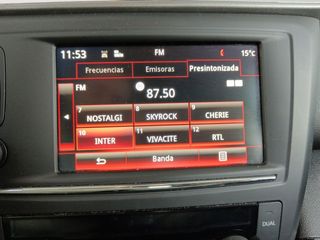 11:53 FM 15°C
Frecuencias Emisoras Presintonizada
FM
87.50
7 8 9
NOSTALGI SKYROCK CHERIE
10 11 12
INTER VIVACITE RTL
Banda
DUAL